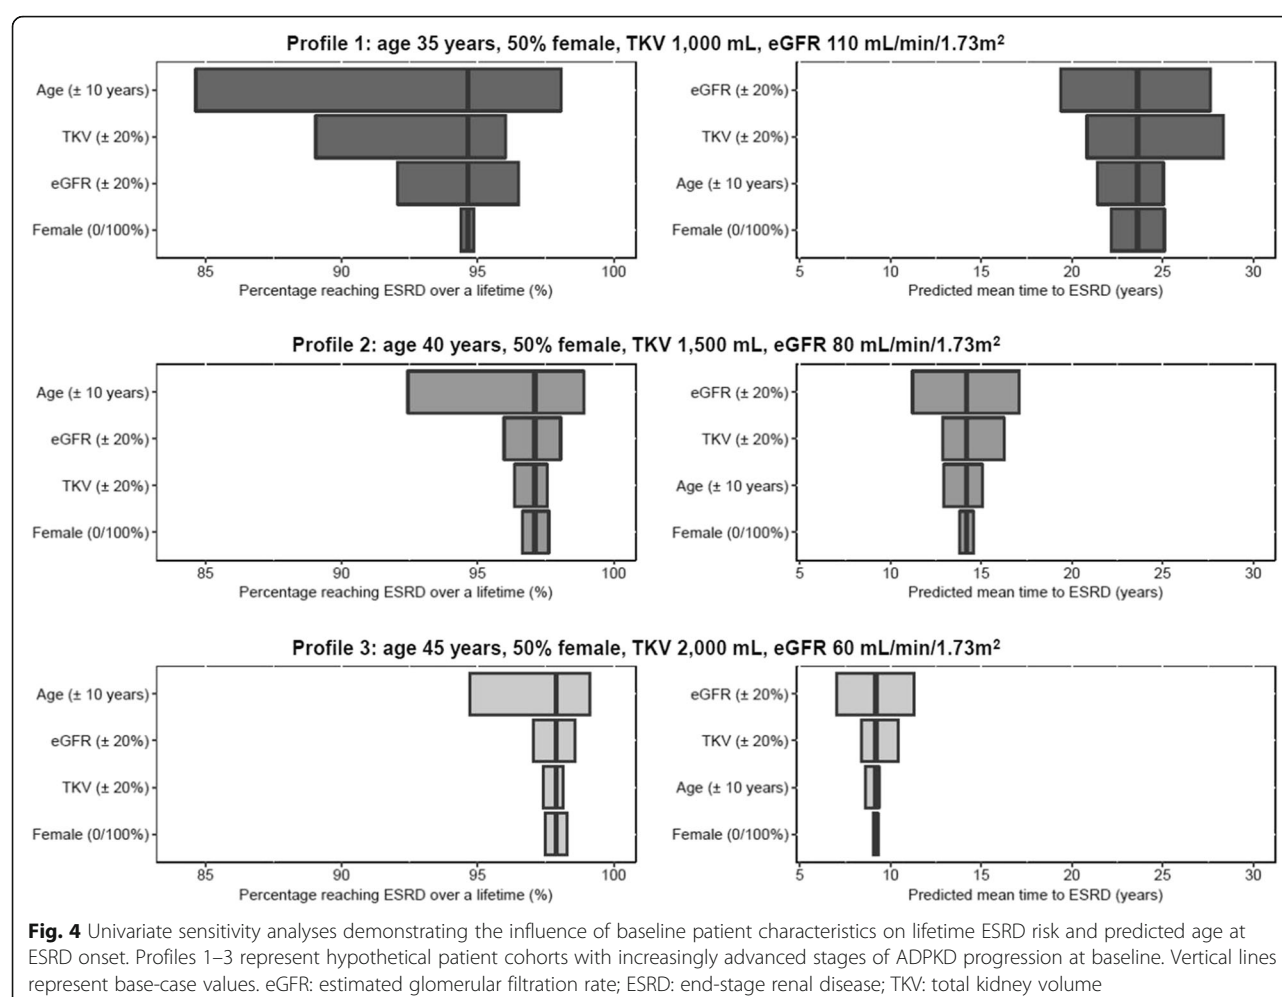 Profile 1: age 35 years, 50% female, TKV 1,000 mL, eGFR 110 mL/min/1.73m²
Age (± 10 years)
TKV (± 20%)
eGFR (± 20%)
Female (0/100%)
85 90 95 100
Percentage reaching ESRD over a lifetime (%)
eGFR (± 20%)
TKV (± 20%)
Age (± 10 years)
Female (0/100%)
5 10 15 20 25 30
Predicted mean time to ESRD (years)
Profile 2: age 40 years, 50% female, TKV 1,500 mL, eGFR 80 mL/min/1.73m²
Age (± 10 years)
eGFR (± 20%)
TKV (± 20%)
Female (0/100%)
85 90 95 100
Percentage reaching ESRD over a lifetime (%)
eGFR (± 20%)
TKV (± 20%)
Age (± 10 years)
Female (0/100%)
5 10 15 20 25 30
Predicted mean time to ESRD (years)
Profile 3: age 45 years, 50% female, TKV 2,000 mL, eGFR 60 mL/min/1.73m²
Age (± 10 years)
eGFR (± 20%)
TKV (± 20%)
Female (0/100%)
85 90 95 100
Percentage reaching ESRD over a lifetime (%)
eGFR (± 20%)
TKV (± 20%)
Age (± 10 years)
Female (0/100%)
5 10 15 20 25 30
Predicted mean time to ESRD (years)
Fig. 4 Univariate sensitivity analyses demonstrating the influence of baseline patient characteristics on lifetime ESRD risk and predicted age at
ESRD onset. Profiles 1–3 represent hypothetical patient cohorts with increasingly advanced stages of ADPKD progression at baseline. Vertical lines
represent base-case values. eGFR: estimated glomerular filtration rate; ESRD: end-stage renal disease; TKV: total kidney volume